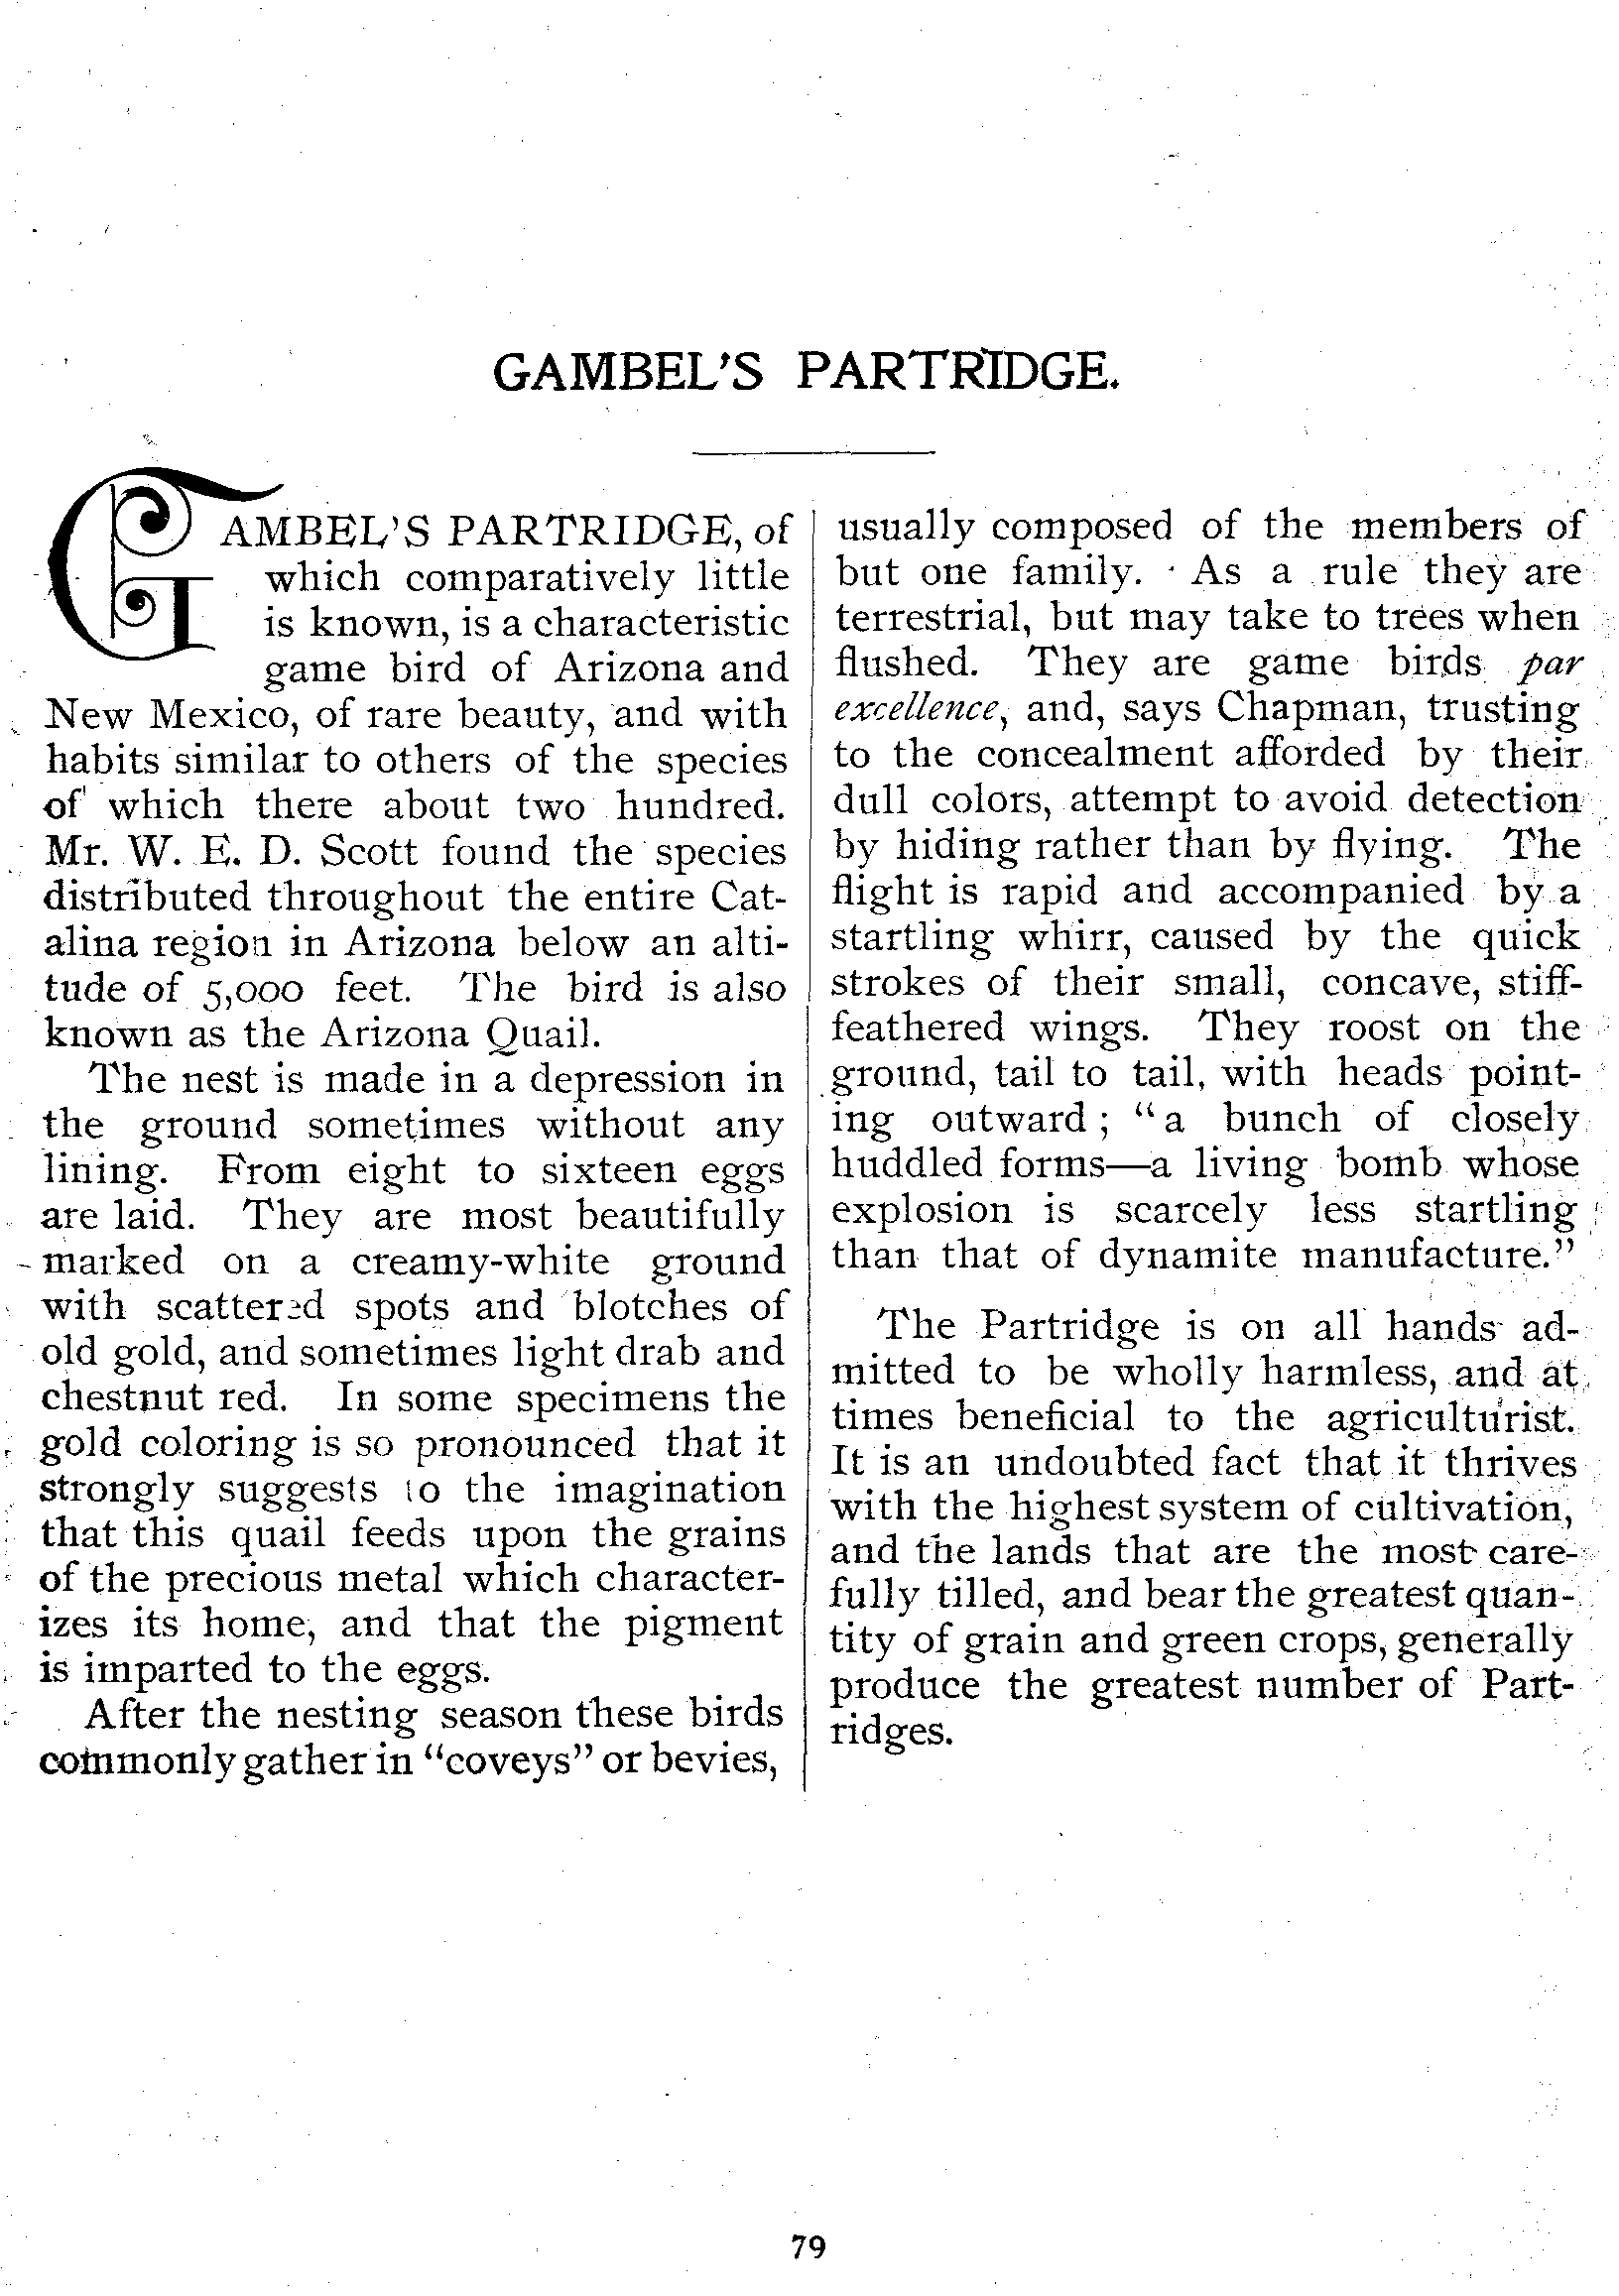 GAMBEL'S PARTRIDGE.
GAMBEL'S PARTRIDGE, of
which comparatively little
is known, is a characteristic
game bird of Arizona and
New Mexico, of rare beauty, and with
habits similar to others of the species
of which there about two hundred.
Mr. W. E. D. Scott found the species
distributed throughout the entire Cat-
alina region in Arizona below an alti-
tude of 5,000 feet. The bird is also
known as the Arizona Quail.
The nest is made in a depression in
the ground sometimes without any
lining. From eight to sixteen eggs
are laid. They are most beautifully
marked on a creamy-white ground
with scattered spots and blotches of
old gold, and sometimes light drab and
chestnut red. In some specimens the
gold coloring is so pronounced that it
strongly suggests to the imagination
that this quail feeds upon the grains
of the precious metal which character-
izes its home, and that the pigment
is imparted to the eggs.
After the nesting season these birds
commonly gather in "coveys" or bevies,
usually composed of the members of
but one family. As a rule they are
terrestrial, but may take to trees when
flushed. They are game birds par
excellence, and, says Chapman, trusting
to the concealment afforded by their
dull colors, attempt to avoid detection
by hiding rather than by flying. The
flight is rapid and accompanied by a
startling whirr, caused by the quick
strokes of their small, concave, stiff-
feathered wings. They roost on the
ground, tail to tail, with heads point-
ing outward; "a bunch of closely
huddled forms—a living bomb whose
explosion is scarcely less startling
than that of dynamite manufacture."
The Partridge is on all hands ad-
mitted to be wholly harmless, and at
times beneficial to the agriculturist.
It is an undoubted fact that it thrives
with the highest system of cultivation,
and the lands that are the most care-
fully tilled, and bear the greatest quan-
tity of grain and green crops, generally
produce the greatest number of Part-
ridges.
79